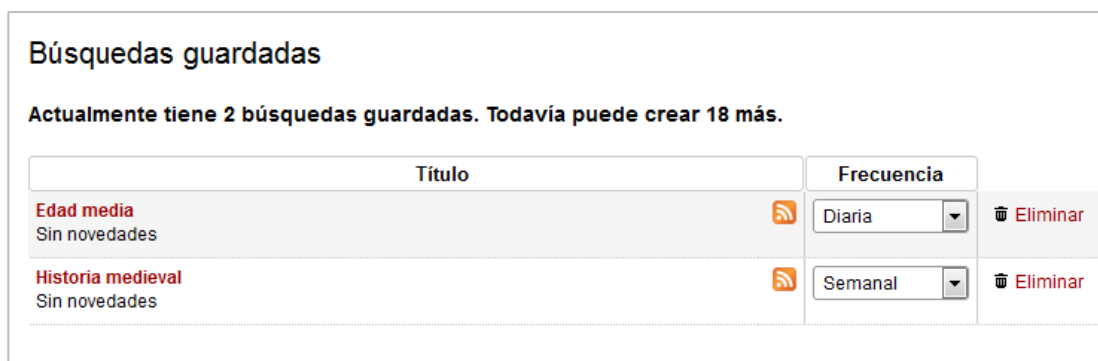 Búsquedas guardadas
Actualmente tiene 2 búsquedas guardadas. Todavía puede crear 18 más.
Título Frecuencia
Edad media Diaria Eliminar
Sin novedades
Historia medieval Semanal Eliminar
Sin novedades